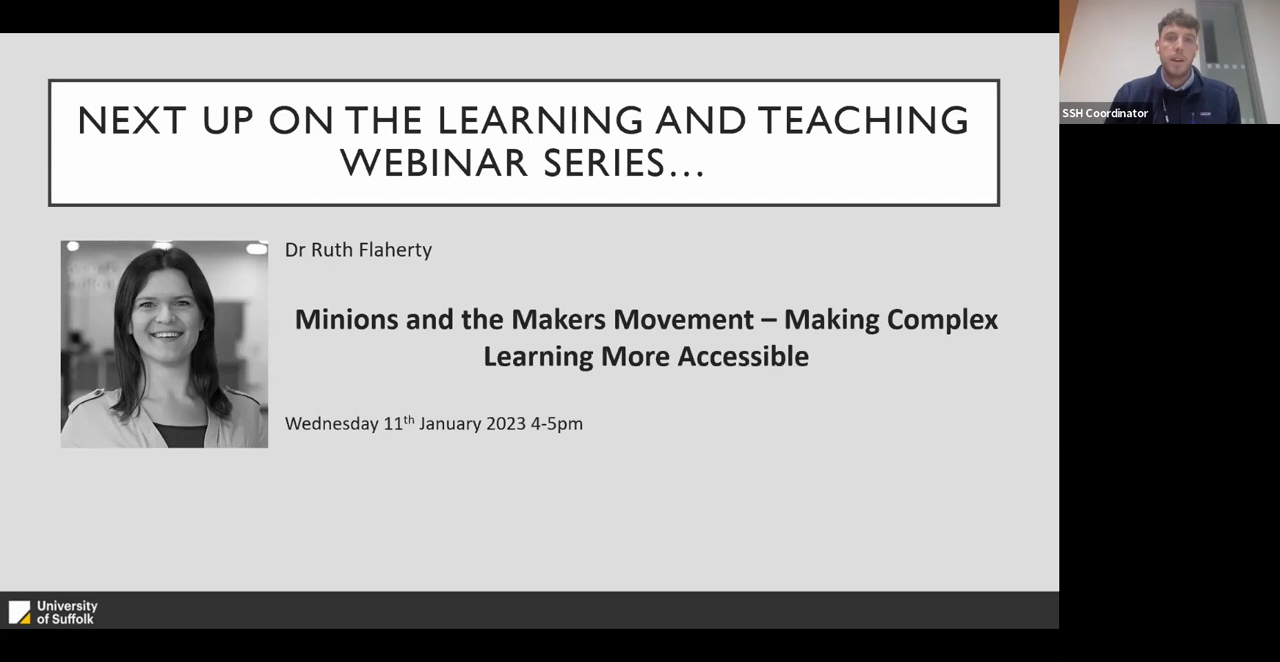 NEXT UP ON THE LEARNING AND TEACHING
WEBINAR SERIES...
Dr Ruth Flaherty
Minions and the Makers Movement – Making Complex
Learning More Accessible
Wednesday 11th January 2023 4-5pm
University
of Suffolk
SSH Coordinator